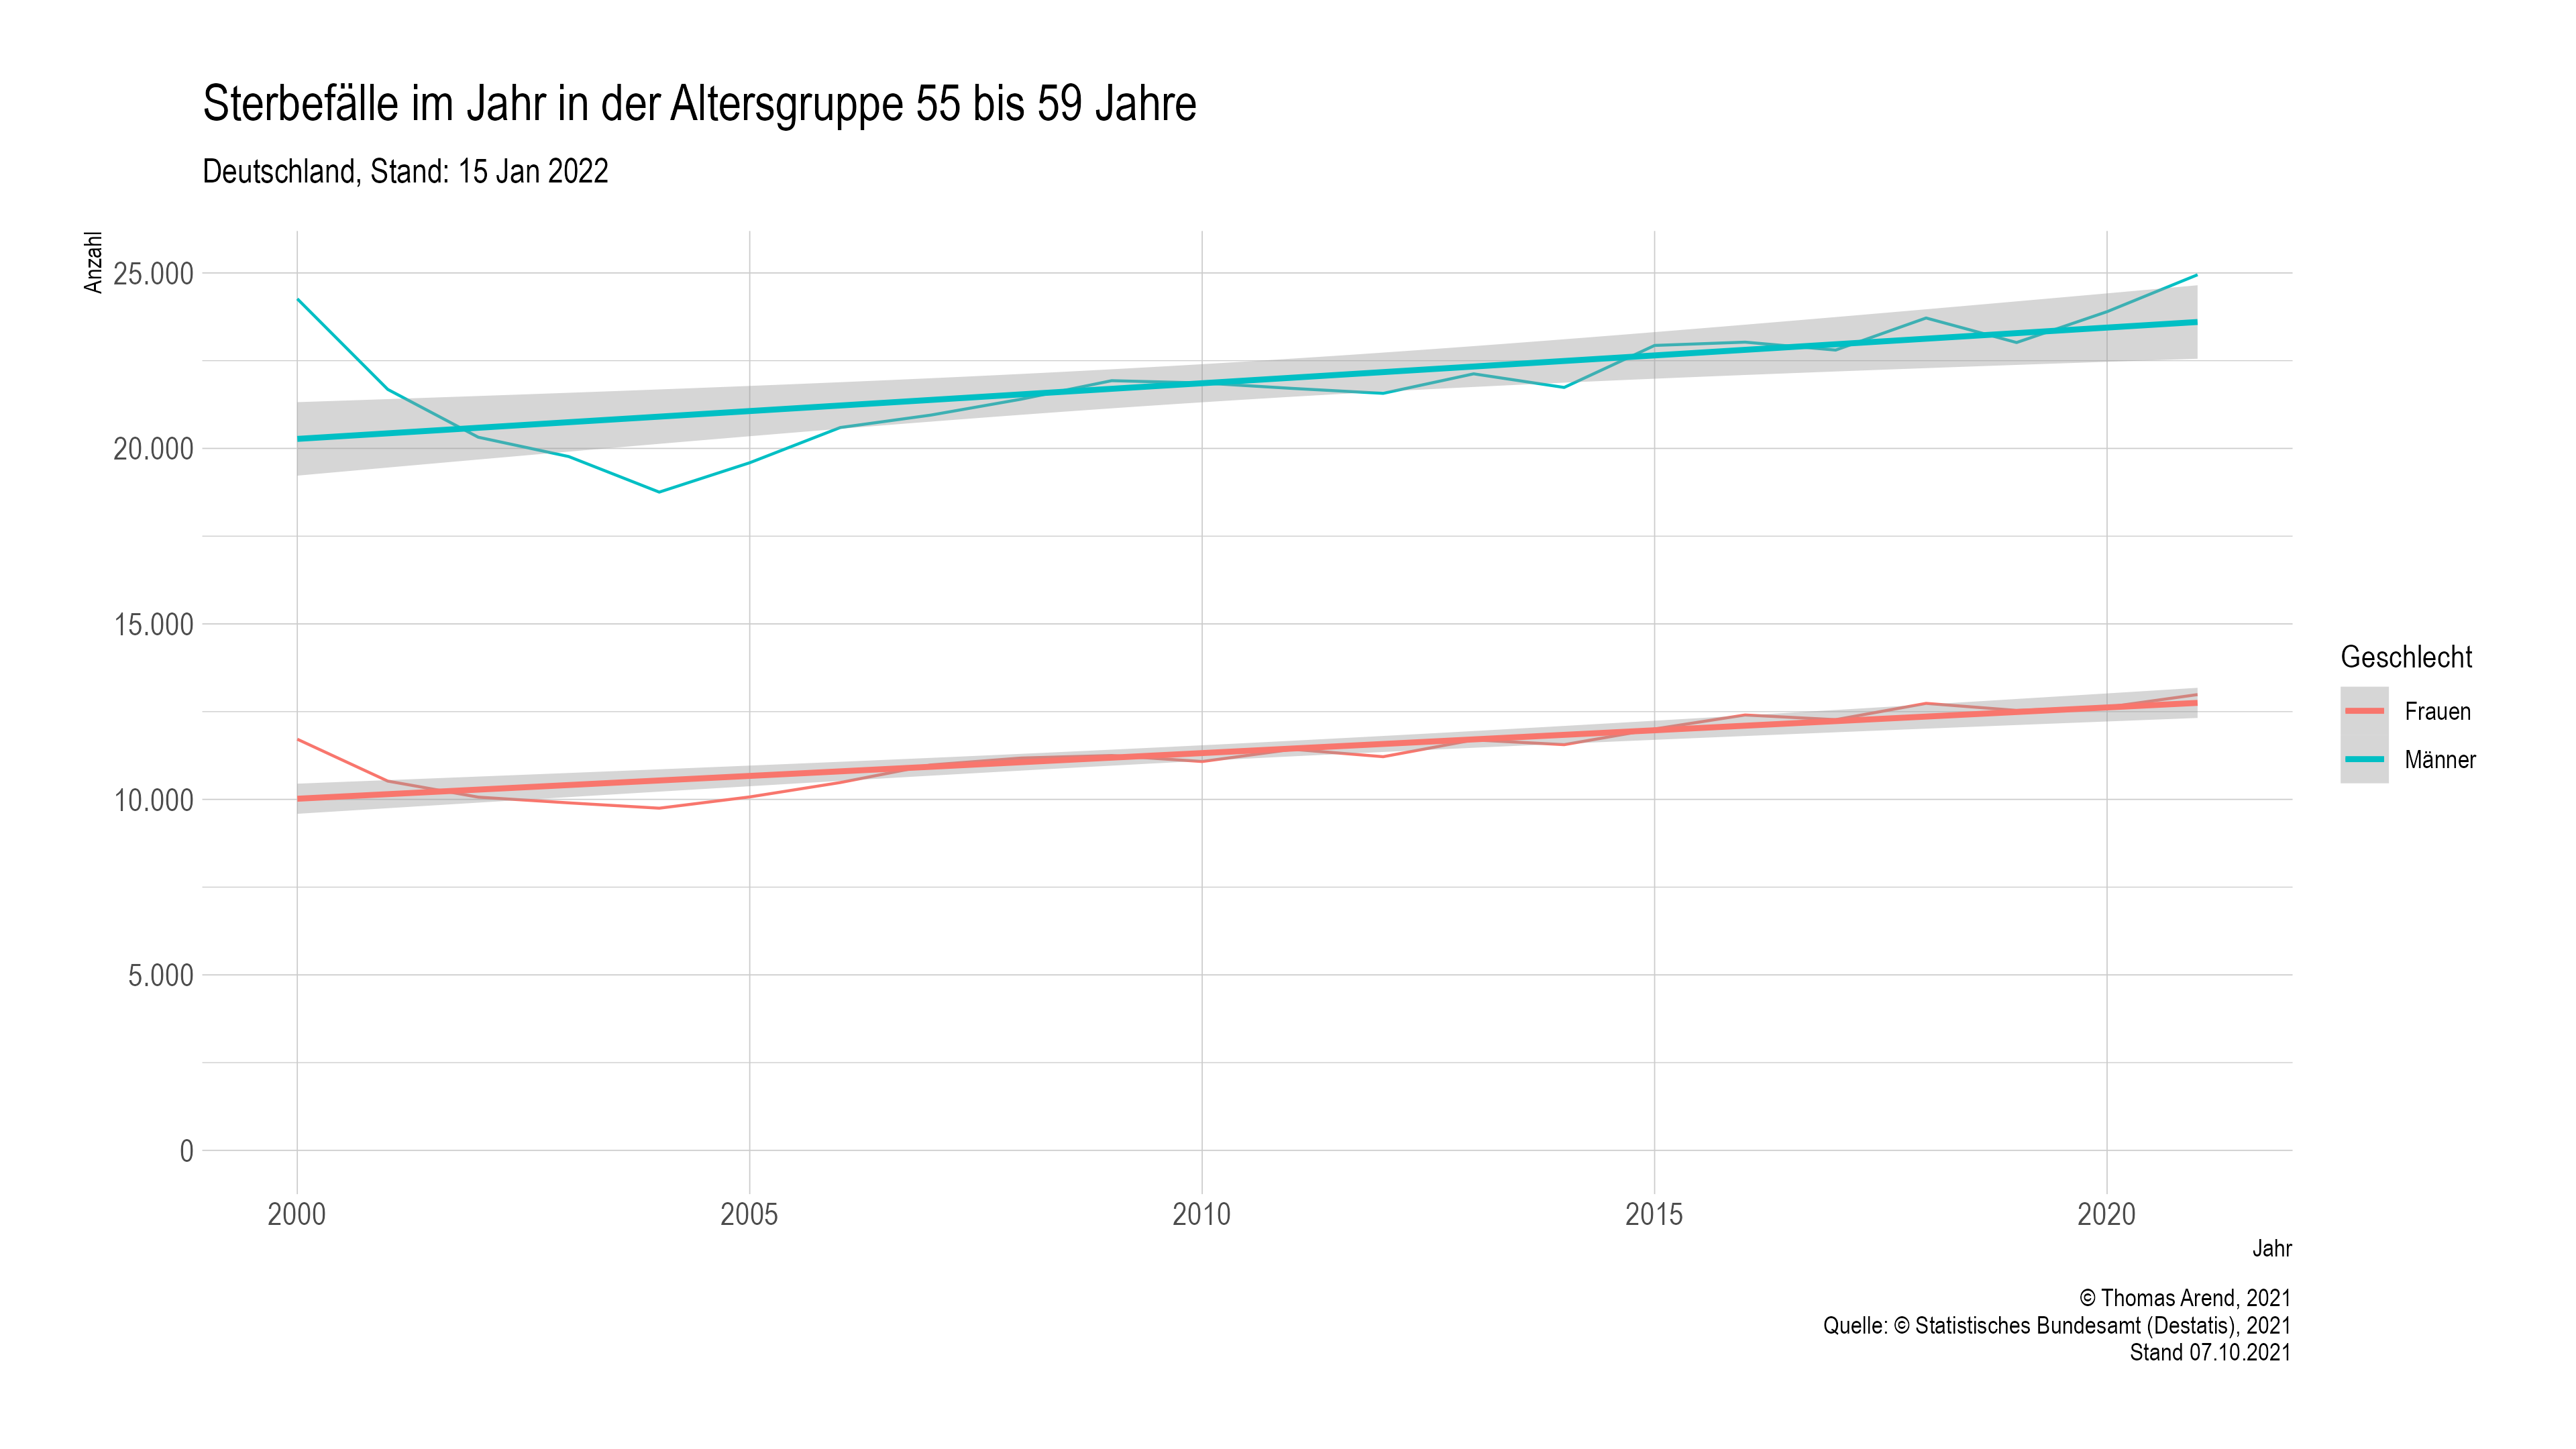 Sterbefälle im Jahr in der Altersgruppe 55 bis 59 Jahre
Deutschland, Stand: 15 Jan 2022
Anzahl
25.000
20.000
15.000
10.000
5.000
0
2000
2005
2010
2015
2020
Jahr
Geschlecht
Frauen
Männer
© Thomas Arend, 2021
Quelle: © Statistisches Bundesamt (Destatis), 2021
Stand 07.10.2021